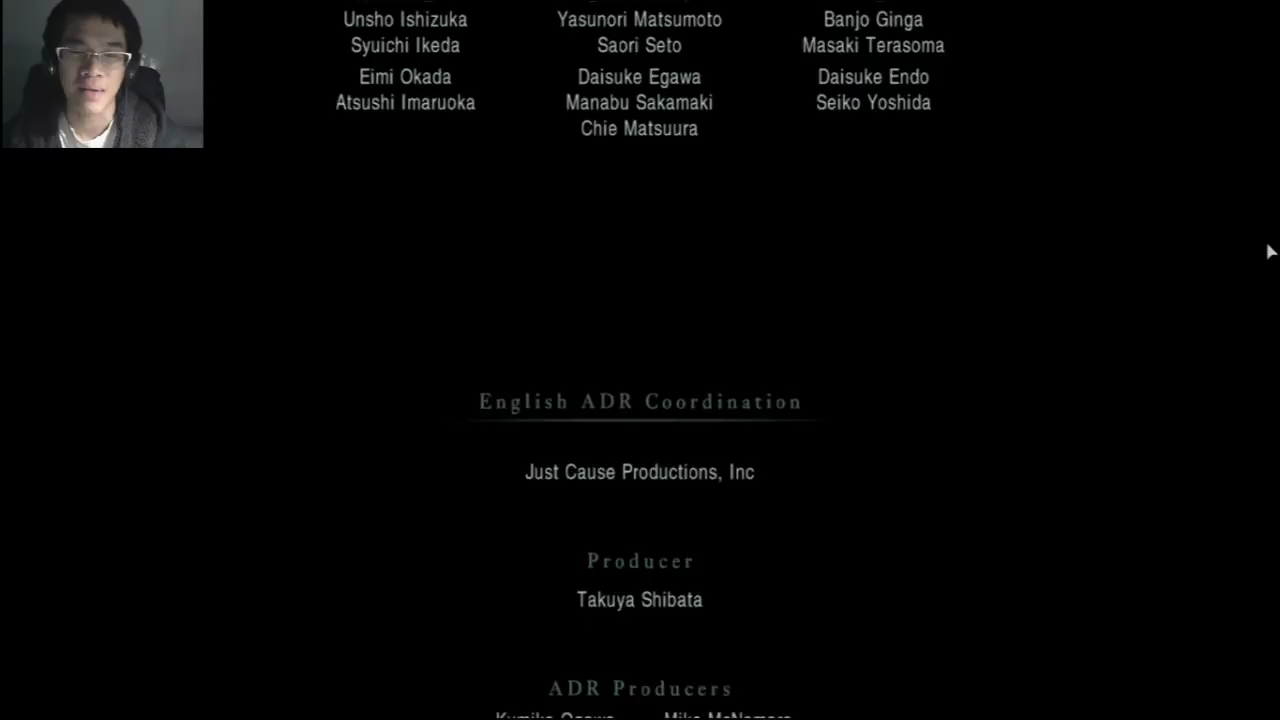 Unsho Ishizuka Yasunori Matsumoto Banjo Ginga
Syuichi Ikeda Saori Seto Masaki Terasoma
Eimi Okada Daisuke Egawa Daisuke Endo
Atsushi Imaruoka Manabu Sakamaki Seiko Yoshida
Chie Matsuura
English ADR Coordination
Just Cause Productions, Inc
Producer
Takuya Shibata
ADR Producers